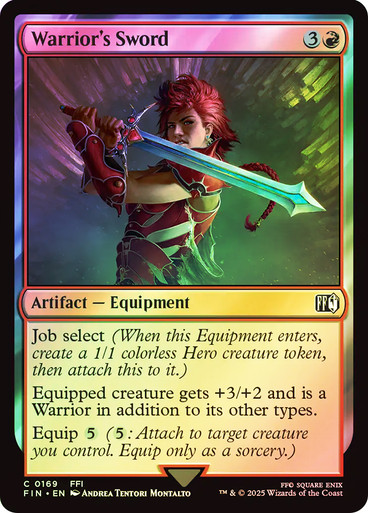 Warrior's Sword 3
Artifact — Equipment FFI
Job select (When this Equipment enters,
create a 1/1 colorless Hero creature token,
then attach this to it.)
Equipped creature gets +3/+2 and is a
Warrior in addition to its other types.
Equip 5 (5: Attach to target creature
you control. Equip only as a sorcery.)
C 0169 FFI
FIN • EN Andrea Tentori Montalto
FF© SQUARE ENIX
™ & © 2025 Wizards of the Coast